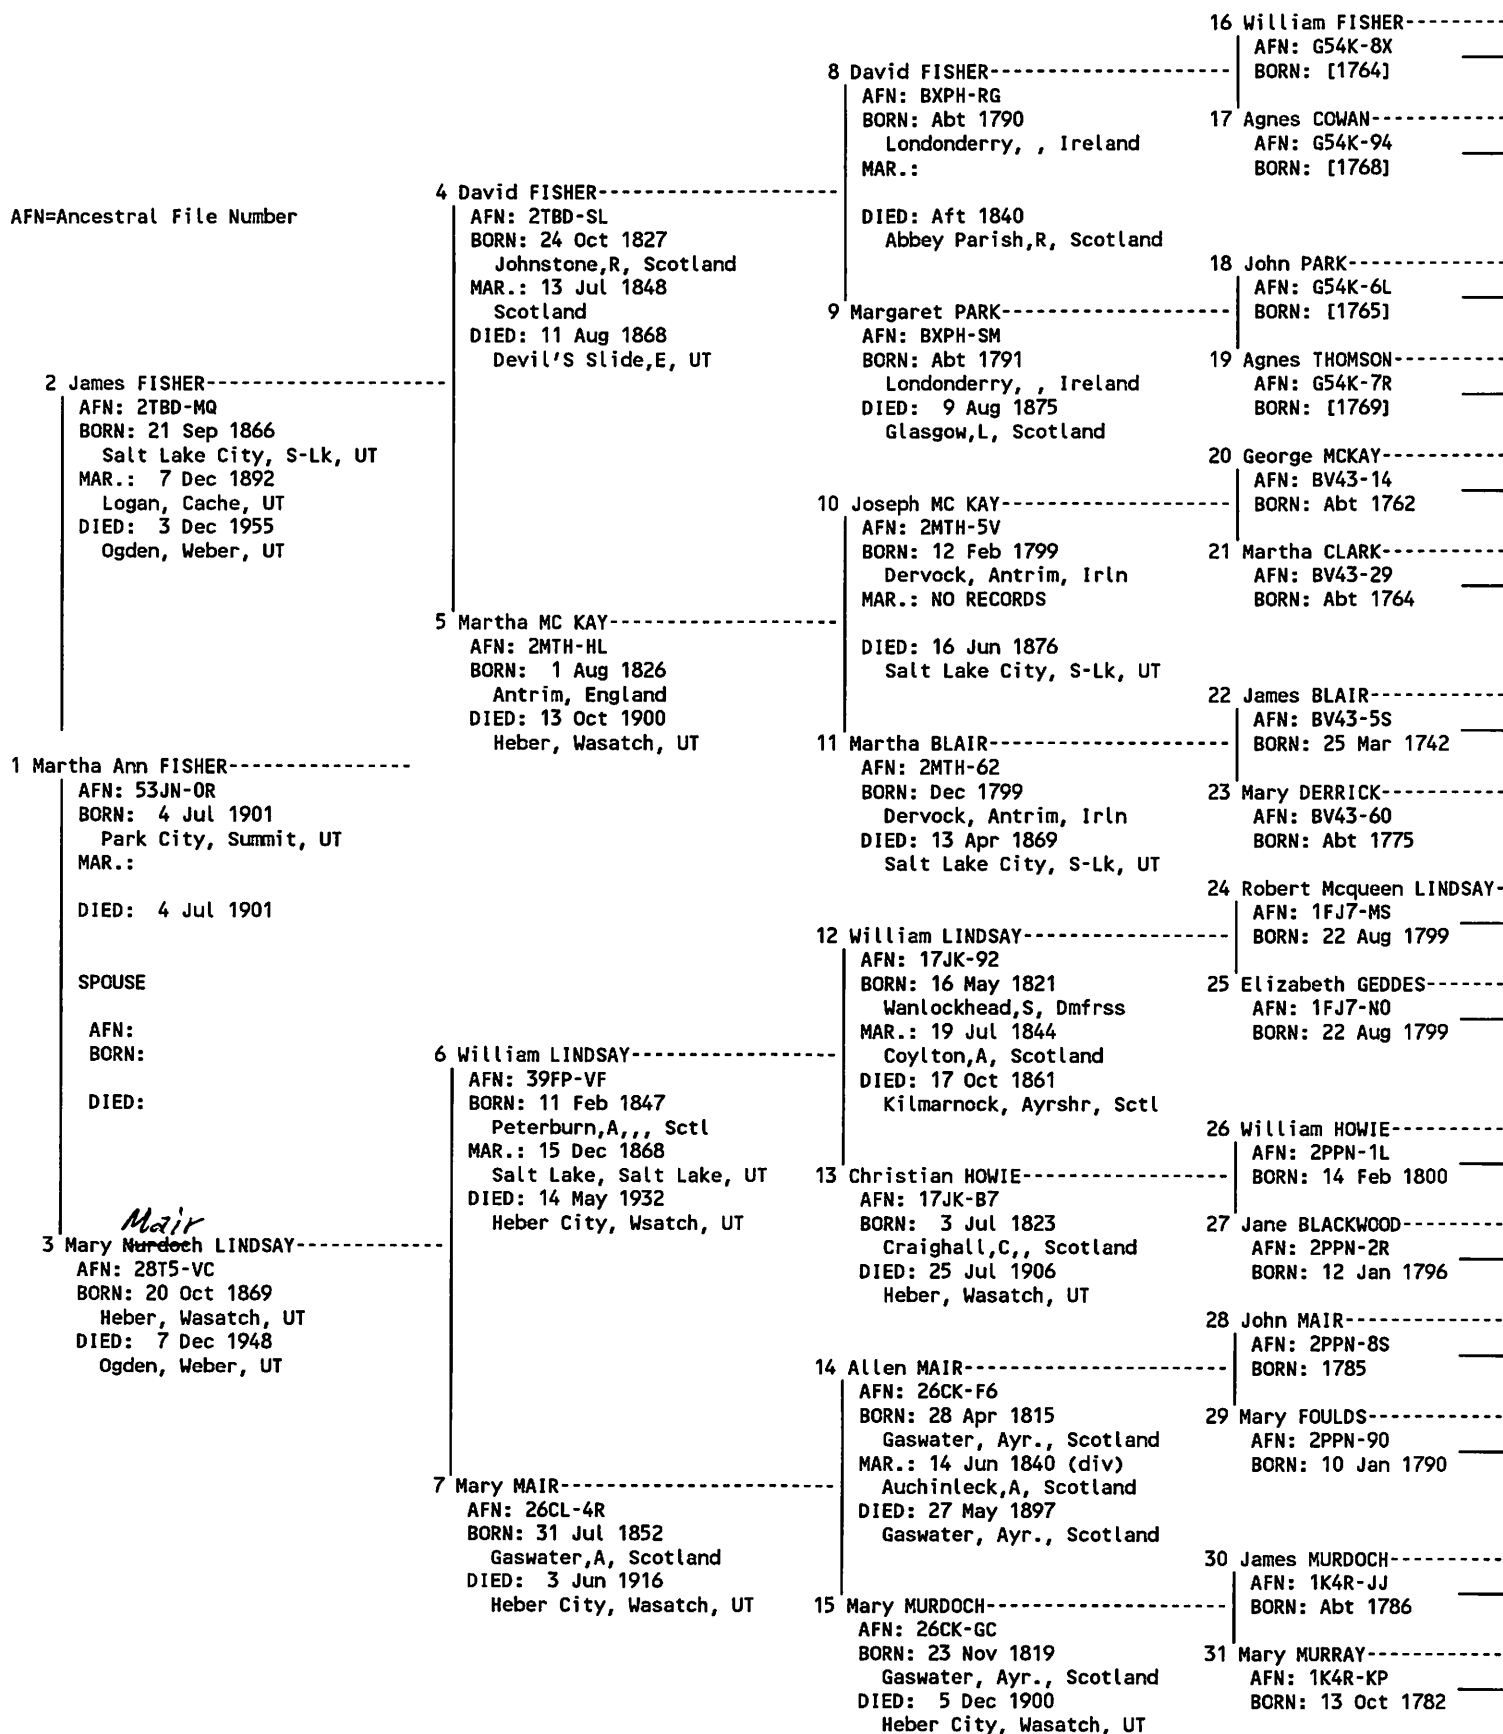 AFN=Ancestral File Number
1 Martha Ann FISHER---------------
AFN: 53JN-0R
BORN:  4 Jul 1901
Park City, Summit, UT
MAR.:
DIED:  4 Jul 1901
SPOUSE
AFN:
BORN:
DIED:
2 James FISHER--------------------
AFN: 2TBD-MQ
BORN: 21 Sep 1866
Salt Lake City, S-Lk, UT
MAR.:  7 Dec 1892
Logan, Cache, UT
DIED:  3 Dec 1955
Ogden, Weber, UT
Mair
3 Mary Murdoch LINDSAY------------
AFN: 28T5-VC
BORN: 20 Oct 1869
Heber, Wasatch, UT
DIED:  7 Dec 1948
Ogden, Weber, UT
4 David FISHER--------------------
AFN: 2TBD-SL
BORN: 24 Oct 1827
Johnstone,R, Scotland
MAR.: 13 Jul 1848
Scotland
DIED: 11 Aug 1868
Devil'S Slide,E, UT
5 Martha MC KAY-------------------
AFN: 2MTH-HL
BORN:  1 Aug 1826
Antrim, England
DIED: 13 Oct 1900
Heber, Wasatch, UT
6 William LINDSAY-----------------
AFN: 39FP-VF
BORN: 11 Feb 1847
Peterburn,A,,, Sctl
MAR.: 15 Dec 1868
Salt Lake, Salt Lake, UT
DIED: 14 May 1932
Heber City, Wsatch, UT
7 Mary MAIR-----------------------
AFN: 26CL-4R
BORN: 31 Jul 1852
Gaswater,A, Scotland
DIED:  3 Jun 1916
Heber City, Wasatch, UT
8 David FISHER--------------------
AFN: BXPH-RG
BORN: Abt 1790
Londonderry, , Ireland
MAR.:
DIED: Aft 1840
Abbey Parish,R, Scotland
9 Margaret PARK-------------------
AFN: BXPH-SM
BORN: Abt 1791
Londonderry, , Ireland
DIED:  9 Aug 1875
Glasgow,L, Scotland
10 Joseph MC KAY-------------------
AFN: 2MTH-5V
BORN: 12 Feb 1799
Dervock, Antrim, Irln
MAR.: NO RECORDS
DIED: 16 Jun 1876
Salt Lake City, S-Lk, UT
11 Martha BLAIR--------------------
AFN: 2MTH-62
BORN: Dec 1799
Dervock, Antrim, Irln
DIED: 13 Apr 1869
Salt Lake City, S-Lk, UT
12 William LINDSAY-----------------
AFN: 17JK-92
BORN: 16 May 1821
Wanlockhead,S, Dmfrss
MAR.: 19 Jul 1844
Coylton,A, Scotland
DIED: 17 Oct 1861
Kilmarnock, Ayrshr, Sctl
13 Christian HOWIE-----------------
AFN: 17JK-B7
BORN:  3 Jul 1823
Craighall,C,, Scotland
DIED: 25 Jul 1906
Heber, Wasatch, UT
14 Allen MAIR----------------------
AFN: 26CK-F6
BORN: 28 Apr 1815
Gaswater, Ayr., Scotland
MAR.: 14 Jun 1840 (div)
Auchinleck,A, Scotland
DIED: 27 May 1897
Gaswater, Ayr., Scotland
15 Mary MURDOCH--------------------
AFN: 26CK-GC
BORN: 23 Nov 1819
Gaswater, Ayr., Scotland
DIED:  5 Dec 1900
Heber City, Wasatch, UT
16 William FISHER---------
AFN: G54K-8X
BORN: [1764]
17 Agnes COWAN------------
AFN: G54K-94
BORN: [1768]
18 John PARK--------------
AFN: G54K-6L
BORN: [1765]
19 Agnes THOMSON----------
AFN: G54K-7R
BORN: [1769]
20 George MCKAY-----------
AFN: BV43-14
BORN: Abt 1762
21 Martha CLARK-----------
AFN: BV43-29
BORN: Abt 1764
22 James BLAIR------------
AFN: BV43-5S
BORN: 25 Mar 1742
23 Mary DERRICK-----------
AFN: BV43-60
BORN: Abt 1775
24 Robert Mcqueen LINDSAY-
AFN: 1FJ7-MS
BORN: 22 Aug 1799
25 Elizabeth GEDDES-------
AFN: 1FJ7-N0
BORN: 22 Aug 1799
26 William HOWIE----------
AFN: 2PPN-1L
BORN: 14 Feb 1800
27 Jane BLACKWOOD---------
AFN: 2PPN-2R
BORN: 12 Jan 1796
28 John MAIR--------------
AFN: 2PPN-8S
BORN: 1785
29 Mary FOULDS------------
AFN: 2PPN-90
BORN: 10 Jan 1790
30 James MURDOCH----------
AFN: 1K4R-JJ
BORN: Abt 1786
31 Mary MURRAY------------
AFN: 1K4R-KP
BORN: 13 Oct 1782